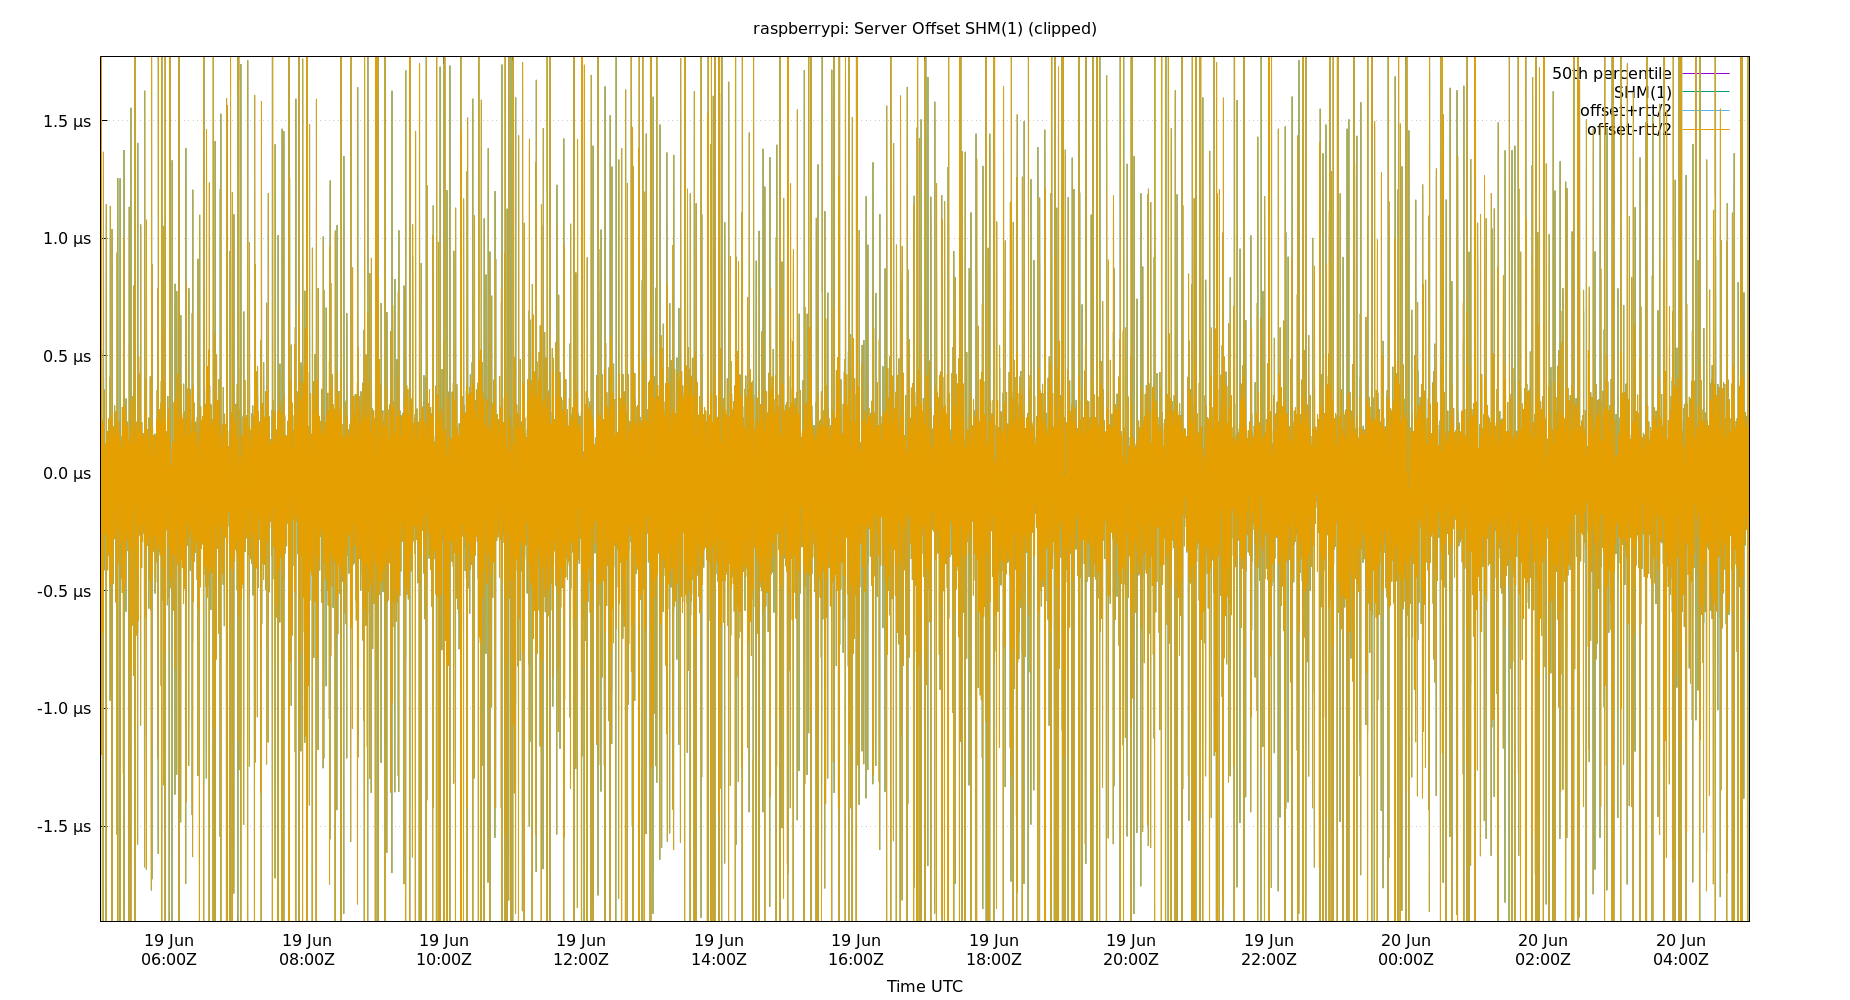 raspberrypi: Server Offset SHM(1) (clipped)
50th percentile
SHM(1)
offset+rtt/2
offset-rtt/2
1.5 µs
1.0 µs
0.5 µs
0.0 µs
-0.5 µs
-1.0 µs
-1.5 µs
19 Jun 19 Jun 19 Jun 19 Jun 19 Jun 19 Jun 19 Jun 19 Jun 19 Jun 20 Jun 20 Jun 20 Jun
06:00Z 08:00Z 10:00Z 12:00Z 14:00Z 16:00Z 18:00Z 20:00Z 22:00Z 00:00Z 02:00Z 04:00Z
Time UTC